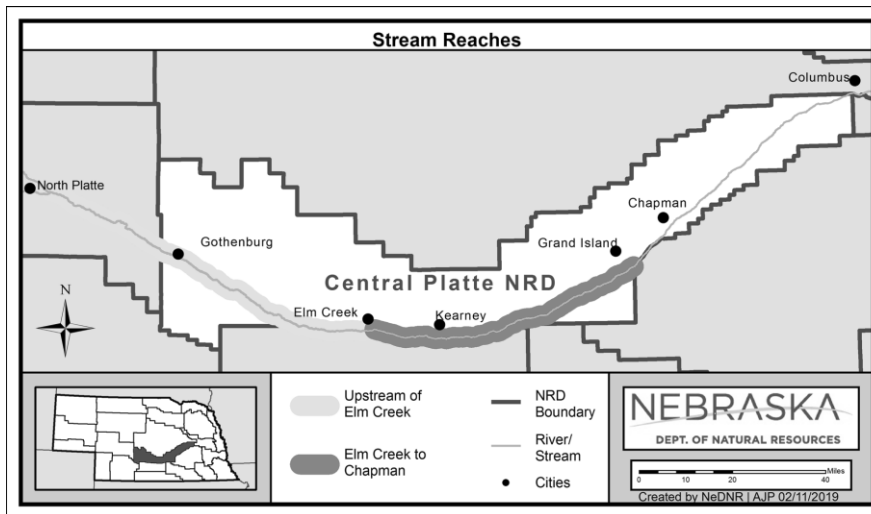 Stream Reaches
Columbus
North Platte
Chapman
Gothenburg
Grand Island
Central Platte NRD
Elm Creek
Kearney
N
Upstream of
Elm Creek
Elm Creek to
Chapman
NRD
Boundary
River/
Stream
Cities
NEBRASKA
DEPT. OF NATURAL RESOURCES
Miles
0 10 20 40
Created by NeDNR | AJP 02/11/2019